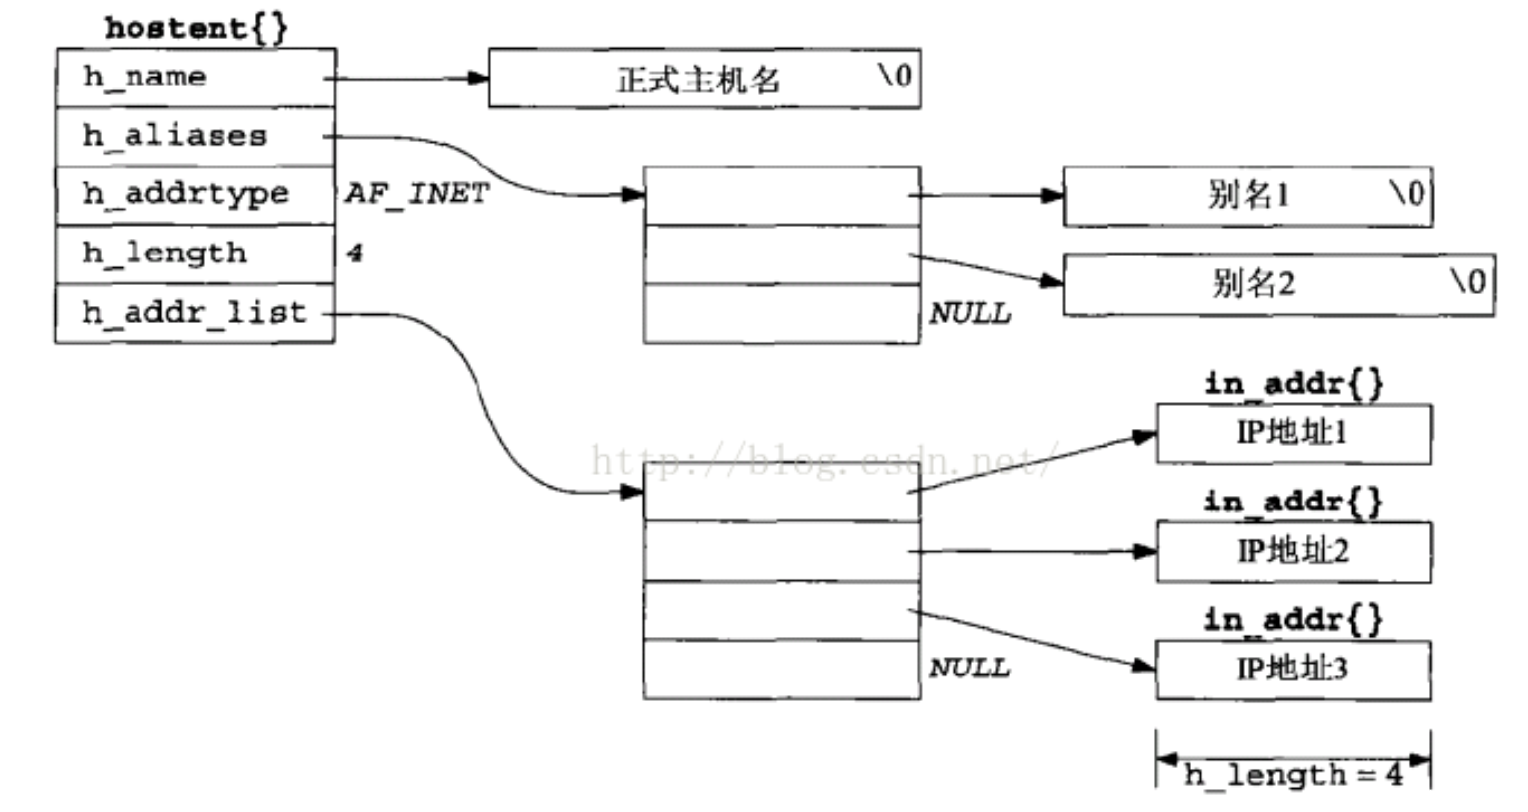 hostent{}
h_name
正式主机名 \0
h_aliases
h_addrtype AF_INET
别名1 \0
h_length 4
别名2 \0
h_addr_list
NULL
in_addr{}
IP地址1
http://blog.csdn.net/
in_addr{}
IP地址2
in_addr{}
IP地址3
NULL
h_length = 4